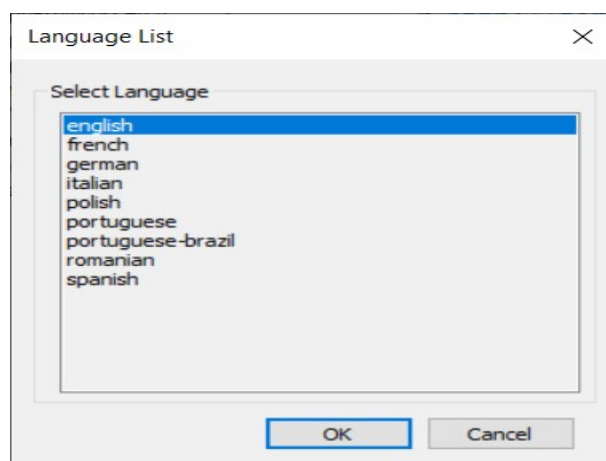 Language List
Select Language
english
french
german
italian
polish
portuguese
portuguese-brazil
romanian
spanish
OK
Cancel